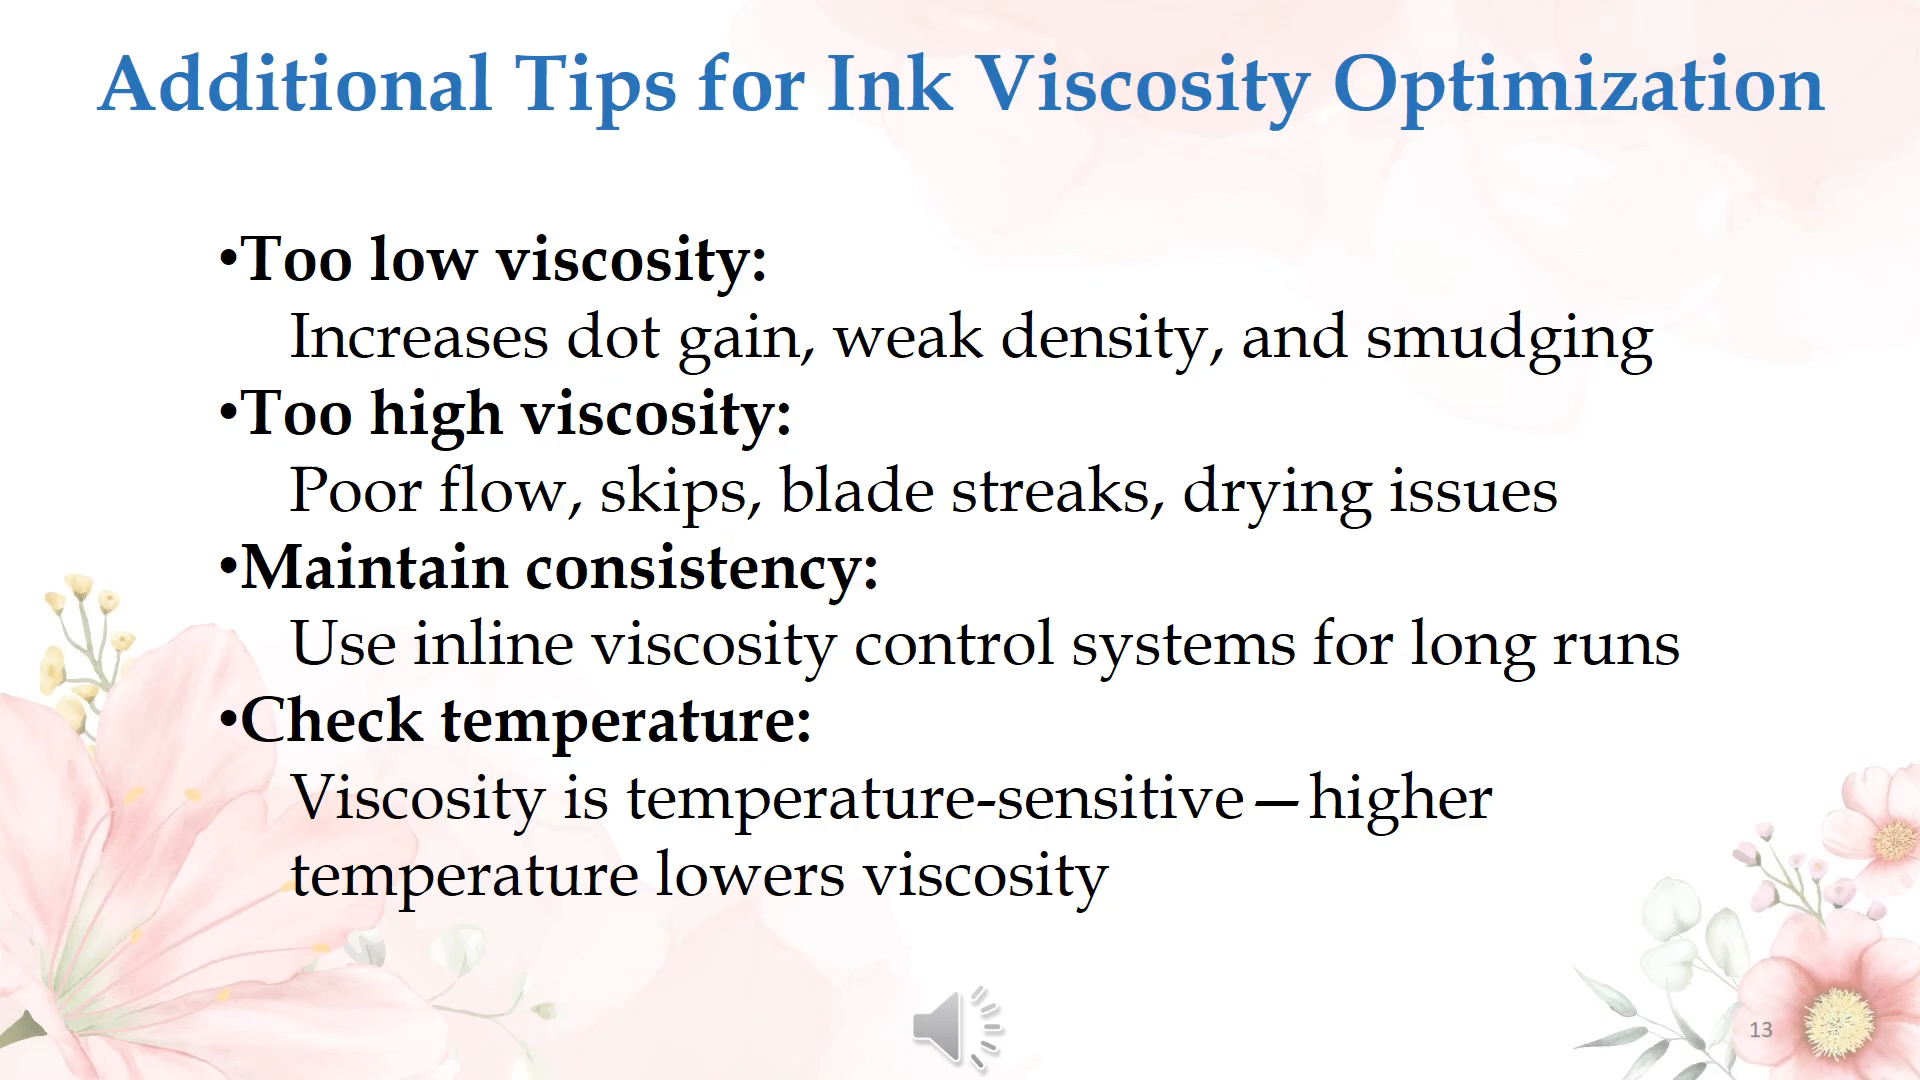 Additional Tips for Ink Viscosity Optimization
•Too low viscosity:
Increases dot gain, weak density, and smudging
•Too high viscosity:
Poor flow, skips, blade streaks, drying issues
•Maintain consistency:
Use inline viscosity control systems for long runs
•Check temperature:
Viscosity is temperature-sensitive—higher
temperature lowers viscosity
13